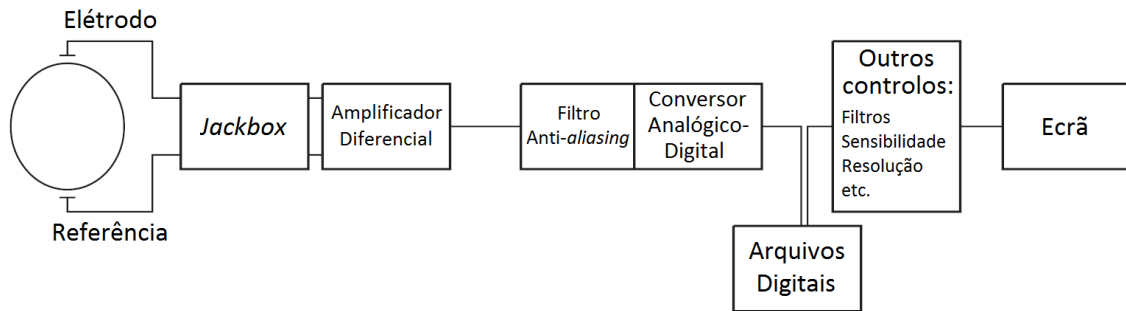 Elétrodo
Referência
Jackbox
Amplificador
Diferencial
Filtro
Anti-aliasing
Conversor
Analógico-
Digital
Arquivos
Digitais
Outros
controlos:
Filtros
Sensibilidade
Resolução
etc.
Ecrã